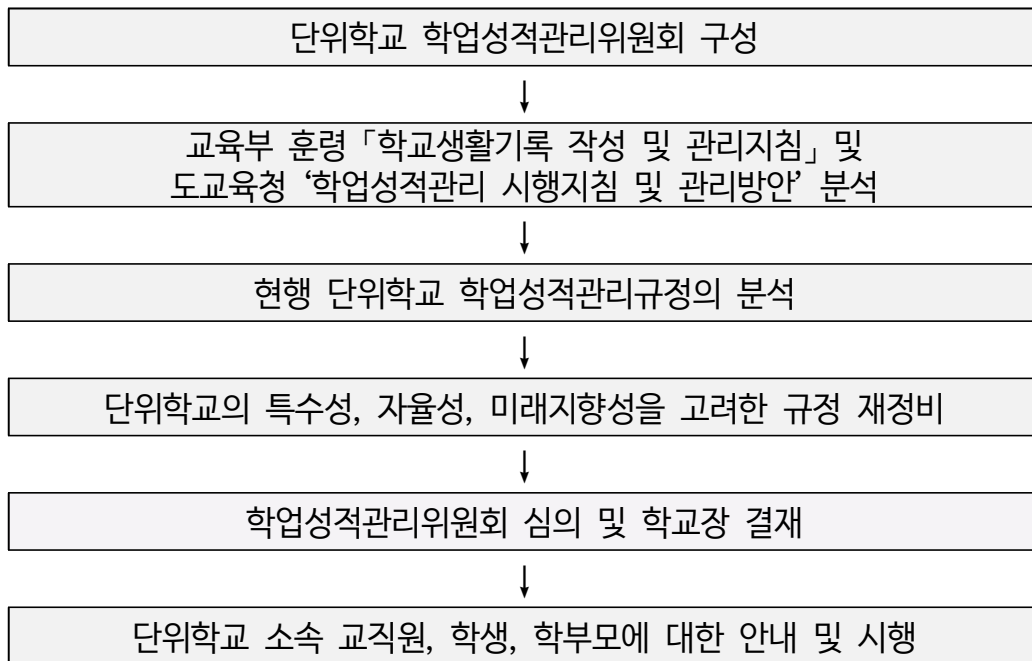 단위학교 학업성적관리위원회 구성
교육부 훈령「학교생활기록 작성 및 관리지침」및
도교육청 ‘학업성적관리 시행지침 및 관리방안’ 분석
현행 단위학교 학업성적관리규정의 분석
단위학교의 특수성, 자율성, 미래지향성을 고려한 규정 재정비
학업성적관리위원회 심의 및 학교장 결재
단위학교 소속 교직원, 학생, 학부모에 대한 안내 및 시행